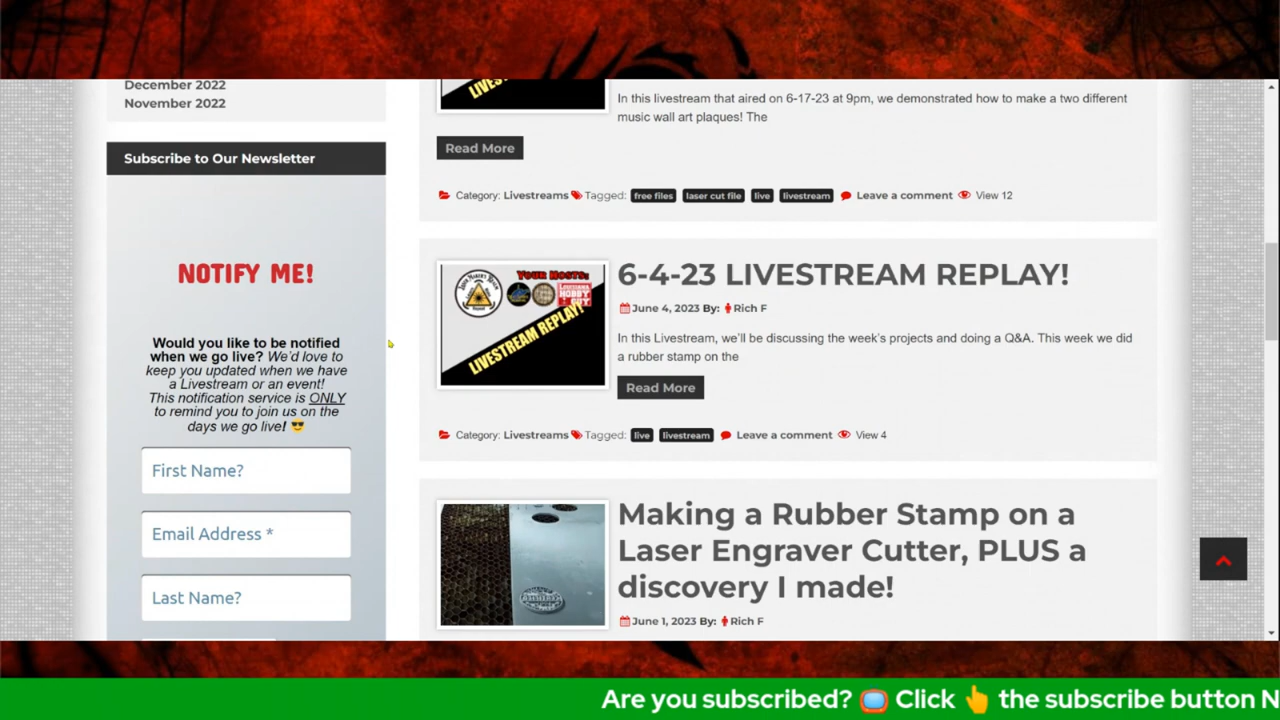 December 2022
November 2022
Subscribe to Our Newsletter
NOTIFY ME!
Would you like to be notified
when we go live? We'd love to
keep you updated when we have
a Livestream or an event!
This notification service is ONLY
to remind you to join us on the
days we go live! 😎
First Name?
Email Address *
Last Name?
In this livestream that aired on 6-17-23 at 9pm, we demonstrated how to make a two different
music wall art plaques! The
Read More
Category: Livestreams Tagged: free files laser cut file live livestream Leave a comment View 12
YOUR HOSTS:
LIVESTREAM REPLAY!
6-4-23 LIVESTREAM REPLAY!
June 4, 2023 By: Rich F
In this Livestream, we'll be discussing the week's projects and doing a Q&A. This week we did
a rubber stamp on the
Read More
Category: Livestreams Tagged: live livestream Leave a comment View 4
Making a Rubber Stamp on a
Laser Engraver Cutter, PLUS a
discovery I made!
June 1, 2023 By: Rich F
Are you subscribed? 📺 Click 👆 the subscribe button N